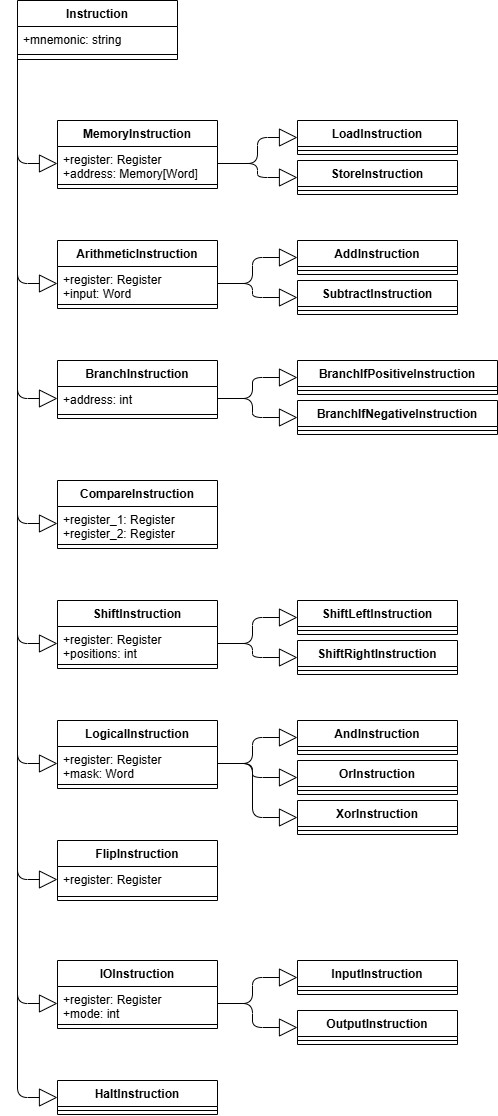 Instruction
+mnemonic: string
MemoryInstruction
+register: Register
+address: Memory[Word]
LoadInstruction
StoreInstruction
ArithmeticInstruction
+register: Register
+input: Word
AddInstruction
SubtractInstruction
BranchInstruction
+address: int
BranchIfPositiveInstruction
BranchIfNegativeInstruction
CompareInstruction
+register_1: Register
+register_2: Register
ShiftInstruction
+register: Register
+positions: int
ShiftLeftInstruction
ShiftRightInstruction
LogicalInstruction
+register: Register
+mask: Word
AndInstruction
OrInstruction
XorInstruction
FlipInstruction
+register: Register
IOInstruction
+register: Register
+mode: int
InputInstruction
OutputInstruction
HaltInstruction